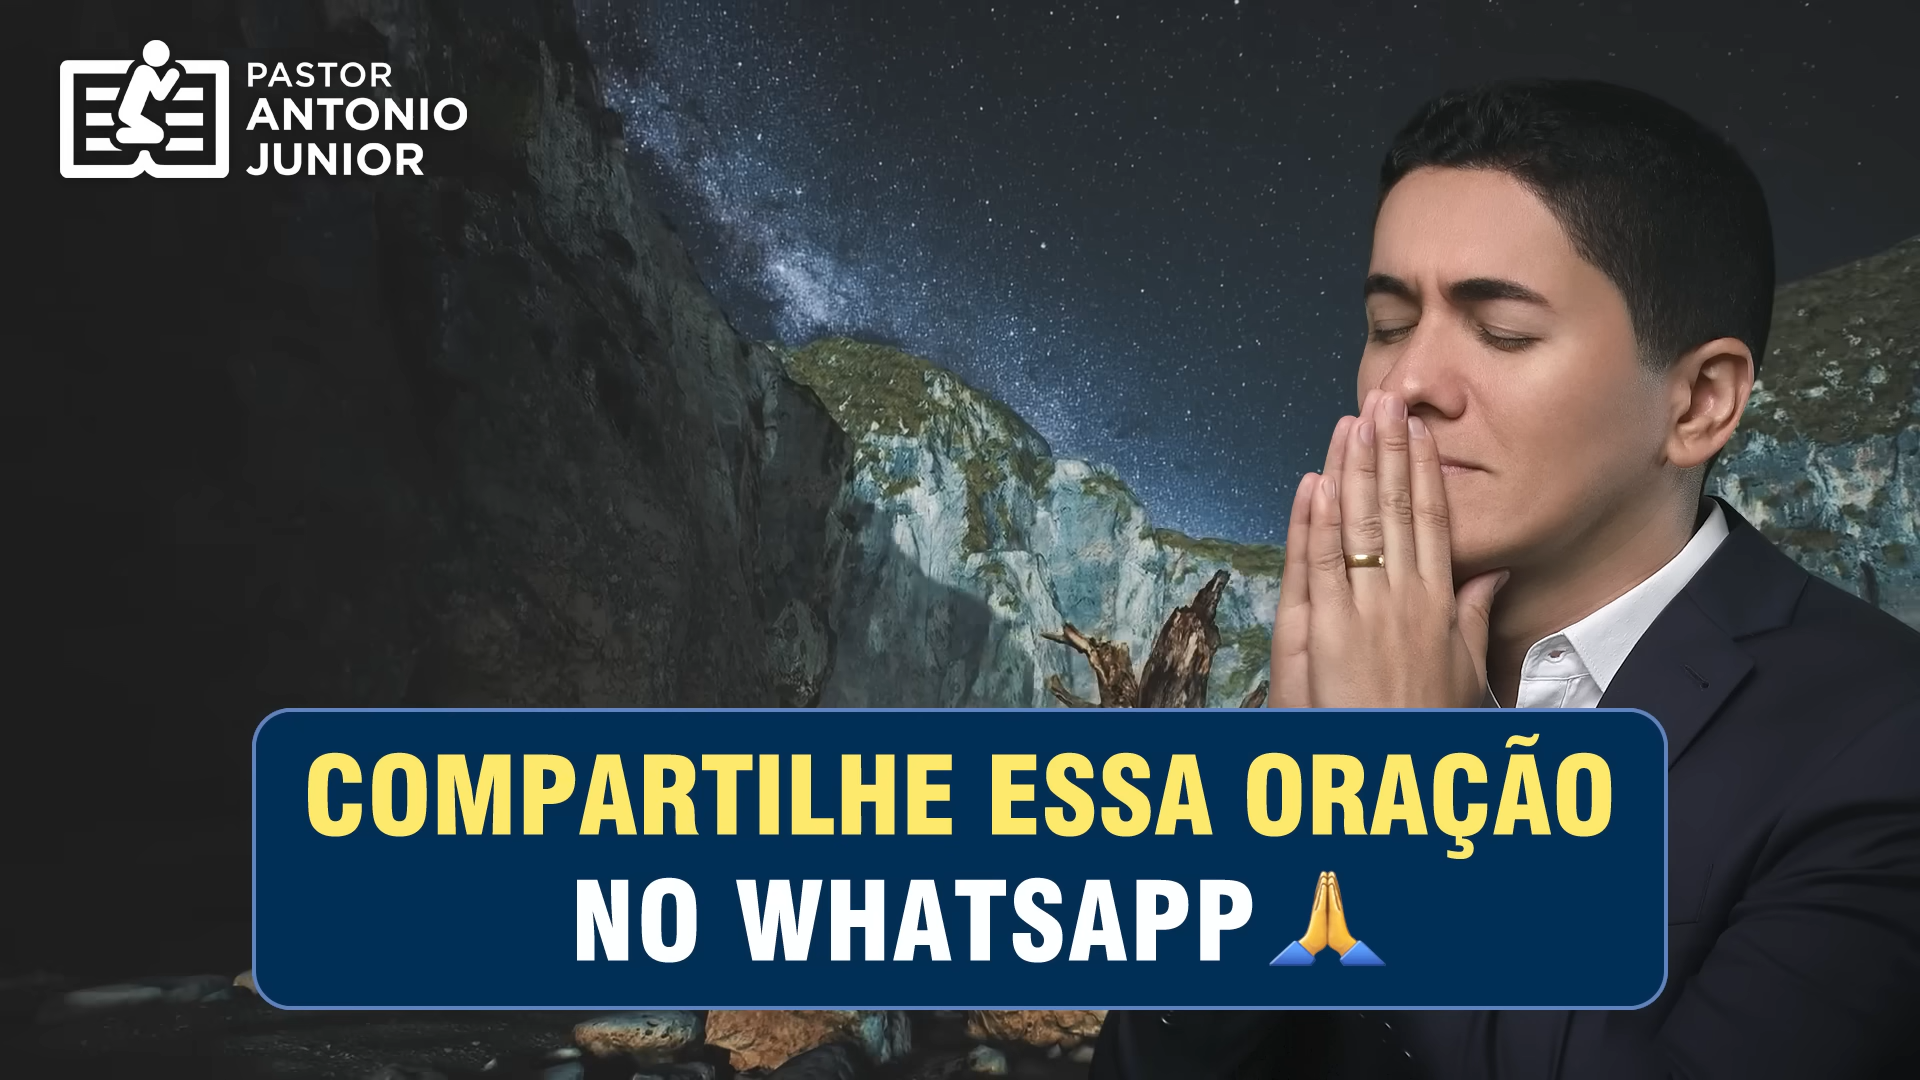 PASTOR
ANTONIO
JUNIOR
COMPARTILHE ESSA ORAÇÃO
NO WHATSAPP🙏